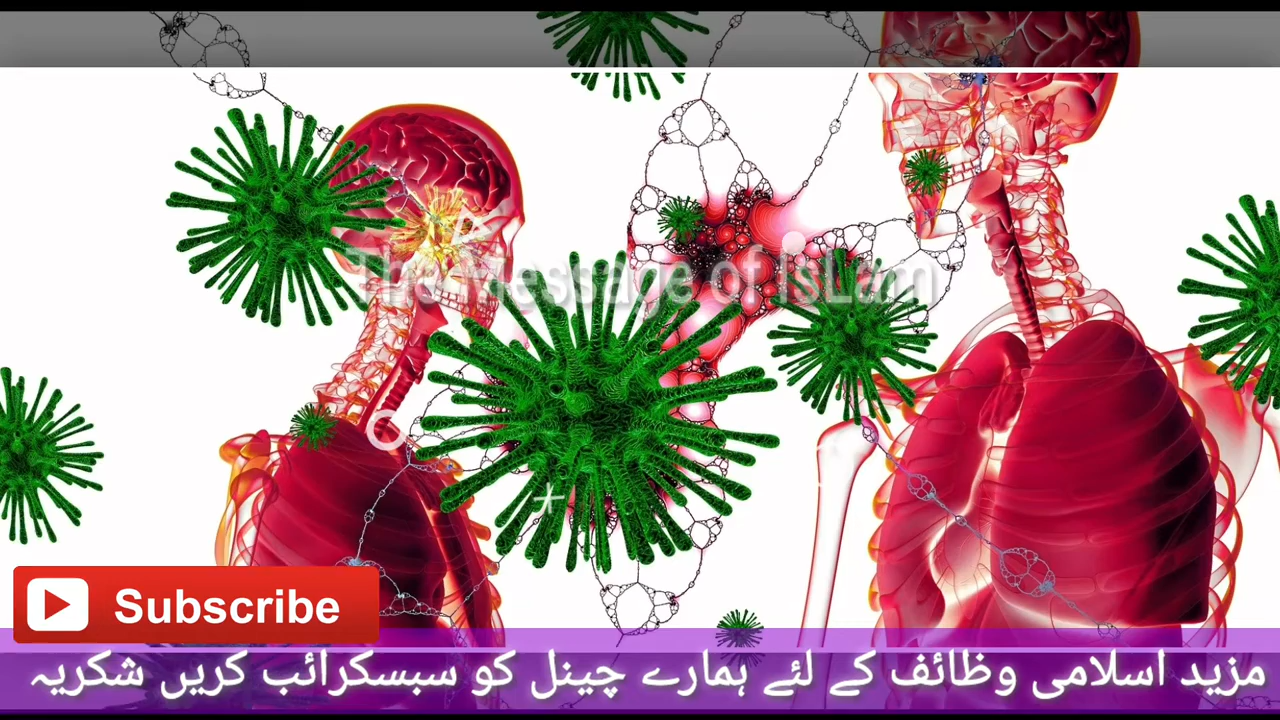 The Message of IsLam
Subscribe
مزید اسلامی وظائف کے لئے ہمارے چینل کو سبسکرائب کریں شکریہ